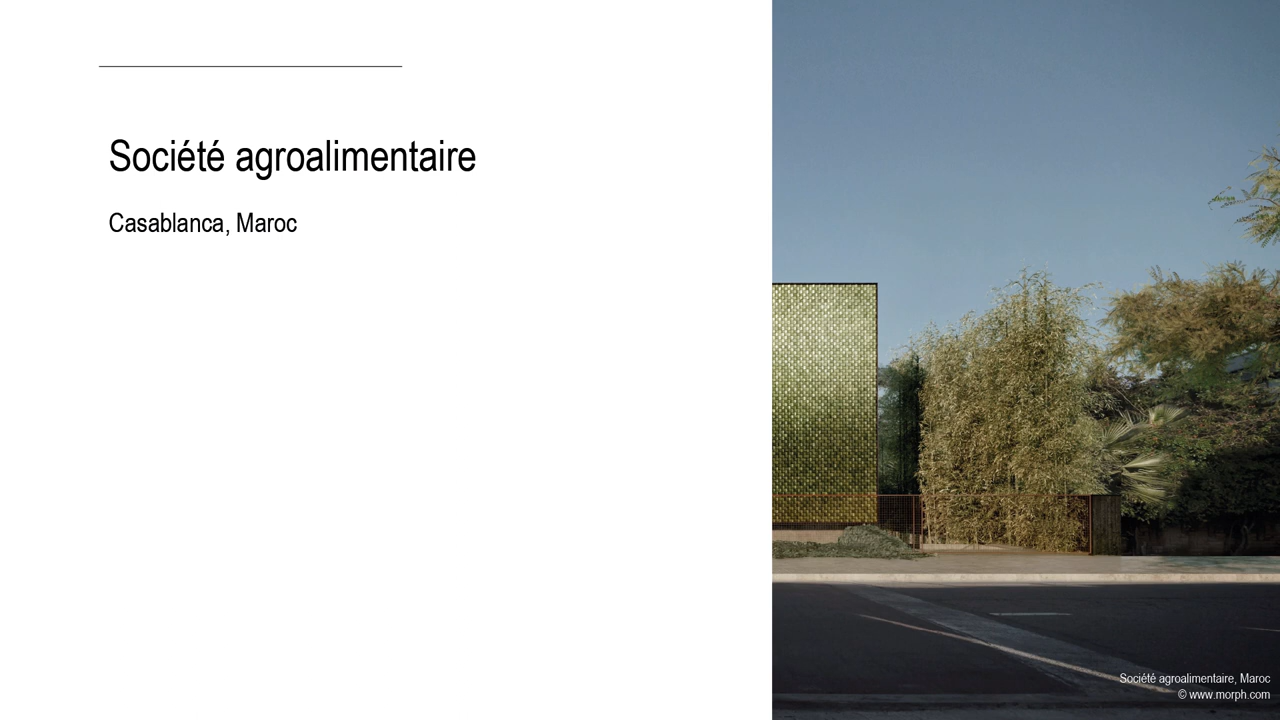 Société agroalimentaire
Casablanca, Maroc
Société agroalimentaire, Maroc
© www.morph.com